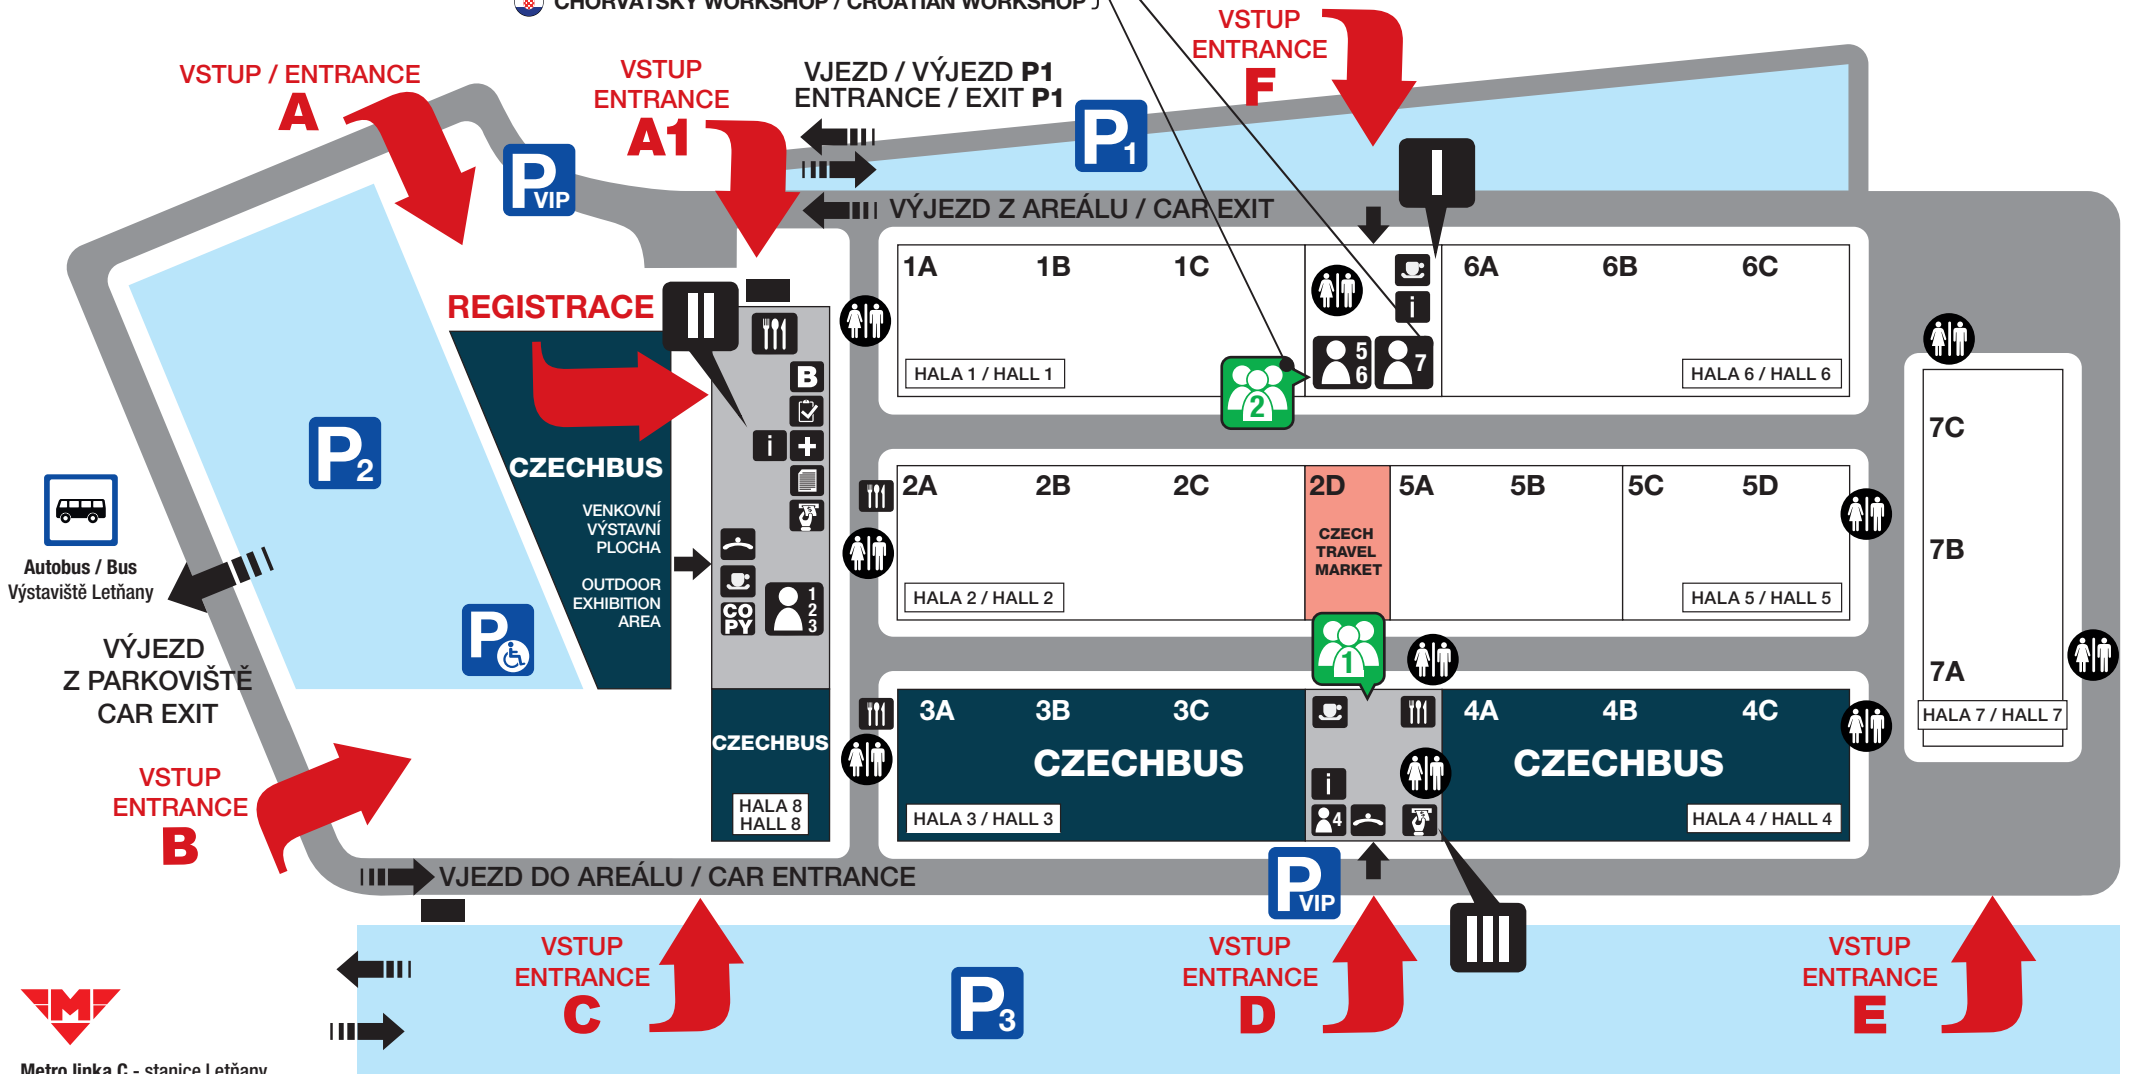 CHORVATSKÝ WORKSHOP / CROATIAN WORKSHOP
VSTUP / ENTRANCE
A
VSTUP
ENTRANCE
A1
VJEZD / VÝJEZD P1
ENTRANCE / EXIT P1
VSTUP
ENTRANCE
F
P1
PVIP
I
VÝJEZD Z AREÁLU / CAR EXIT
REGISTRACE
II
1A 1B 1C
6A 6B 6C
i
5
6
7
HALA 1 / HALL 1
HALA 6 / HALL 6
2
B
i
P2
CZECHBUS
VENKOVNÍ
VÝSTAVNÍ
PLOCHA
OUTDOOR
EXHIBITION
AREA
CO
PY
1
2
3
2A 2B 2C 2D 5A 5B 5C 5D
CZECH
TRAVEL
MARKET
HALA 2 / HALL 2
HALA 5 / HALL 5
7C
7B
7A
HALA 7 / HALL 7
Autobus / Bus
Výstaviště Letňany
P
VÝJEZD
Z PARKOVIŠTĚ
CAR EXIT
1
3A 3B 3C
4A 4B 4C
CZECHBUS
CZECHBUS
CZECHBUS
i
4
HALA 8
HALL 8
HALA 3 / HALL 3
HALA 4 / HALL 4
VSTUP
ENTRANCE
B
VJEZD DO AREÁLU / CAR ENTRANCE
PVIP
III
VSTUP
ENTRANCE
C
P3
VSTUP
ENTRANCE
D
VSTUP
ENTRANCE
E
M
Metro linka C - stanice Letňany